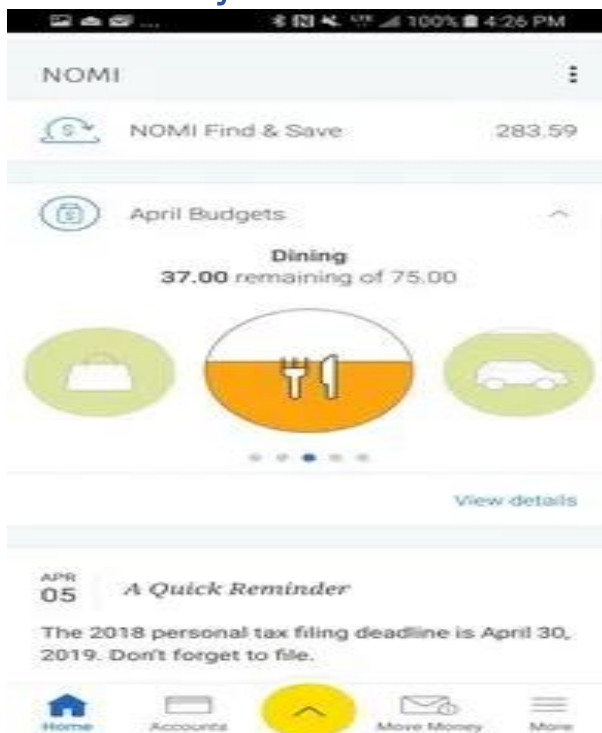 100% 4:26 PM
NOMI
NOMI Find & Save 283.59
April Budgets
Dining
37.00 remaining of 75.00
View details
APR
05 A Quick Reminder
The 2018 personal tax filing deadline is April 30,
2019. Don't forget to file.
Home Accounts Move Money More